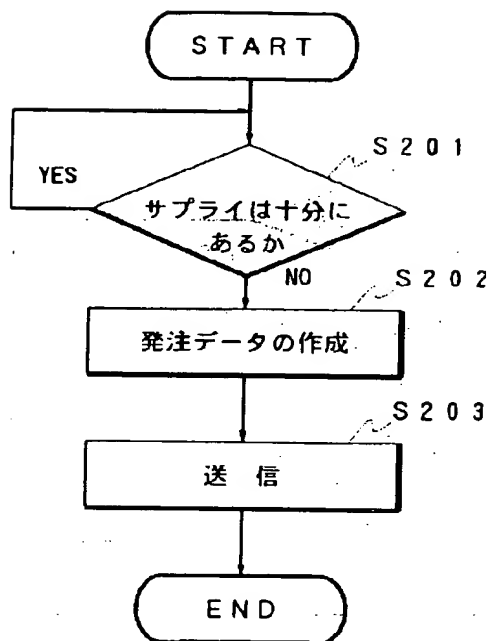 START
S201
YES
サプライは十分に
あるか
NO
S202
発注データの作成
S203
送信
END